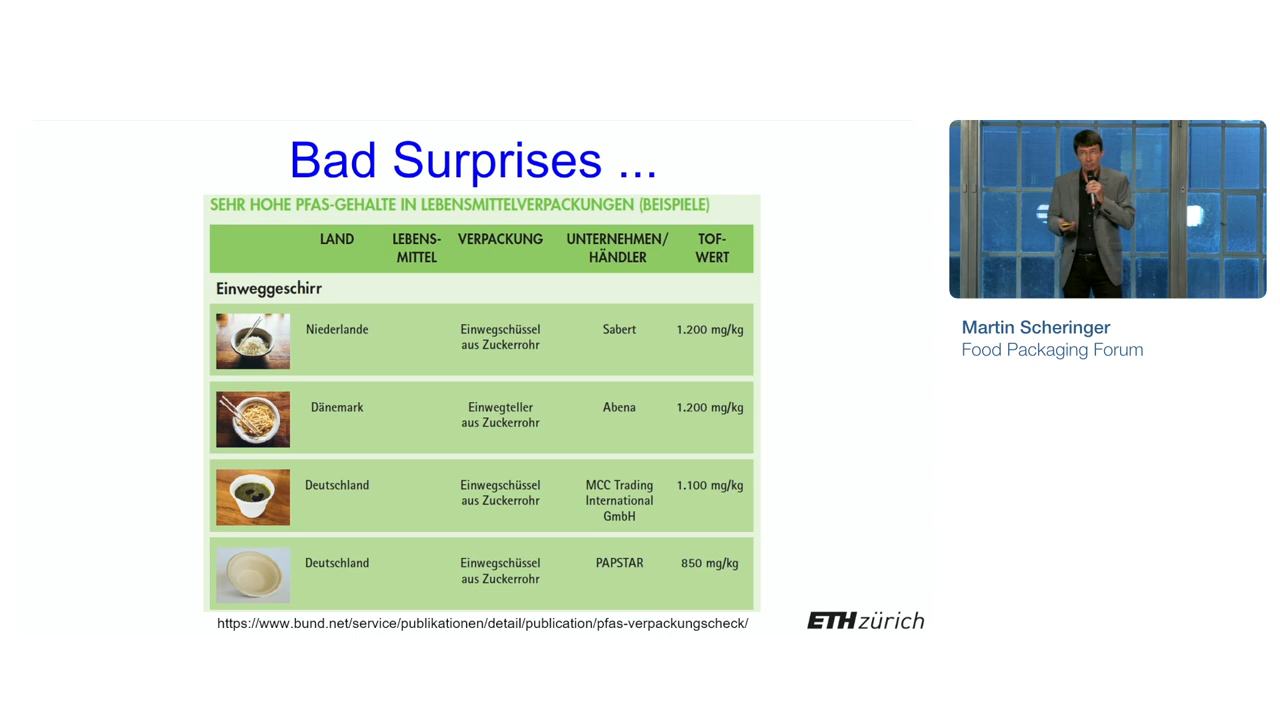 Bad Surprises ...
SEHR HOHE PFAS-GEHALTE IN LEBENSMITTELVERPACKUNGEN (BEISPIELE)
LAND LEBENS-MITTEL VERPACKUNG UNTERNEHMEN/HÄNDLER TOF-WERT
Einweggeschirr
Niederlande Einwegschüssel aus Zuckerrohr Sabert 1.200 mg/kg
Dänemark Einwegteller aus Zuckerrohr Abena 1.200 mg/kg
Deutschland Einwegschüssel aus Zuckerrohr MCC Trading International GmbH 1.100 mg/kg
Deutschland Einwegschüssel aus Zuckerrohr PAPSTAR 850 mg/kg
https://www.bund.net/service/publikationen/detail/publication/pfas-verpackungscheck/
ETH zürich
Martin Scheringer
Food Packaging Forum